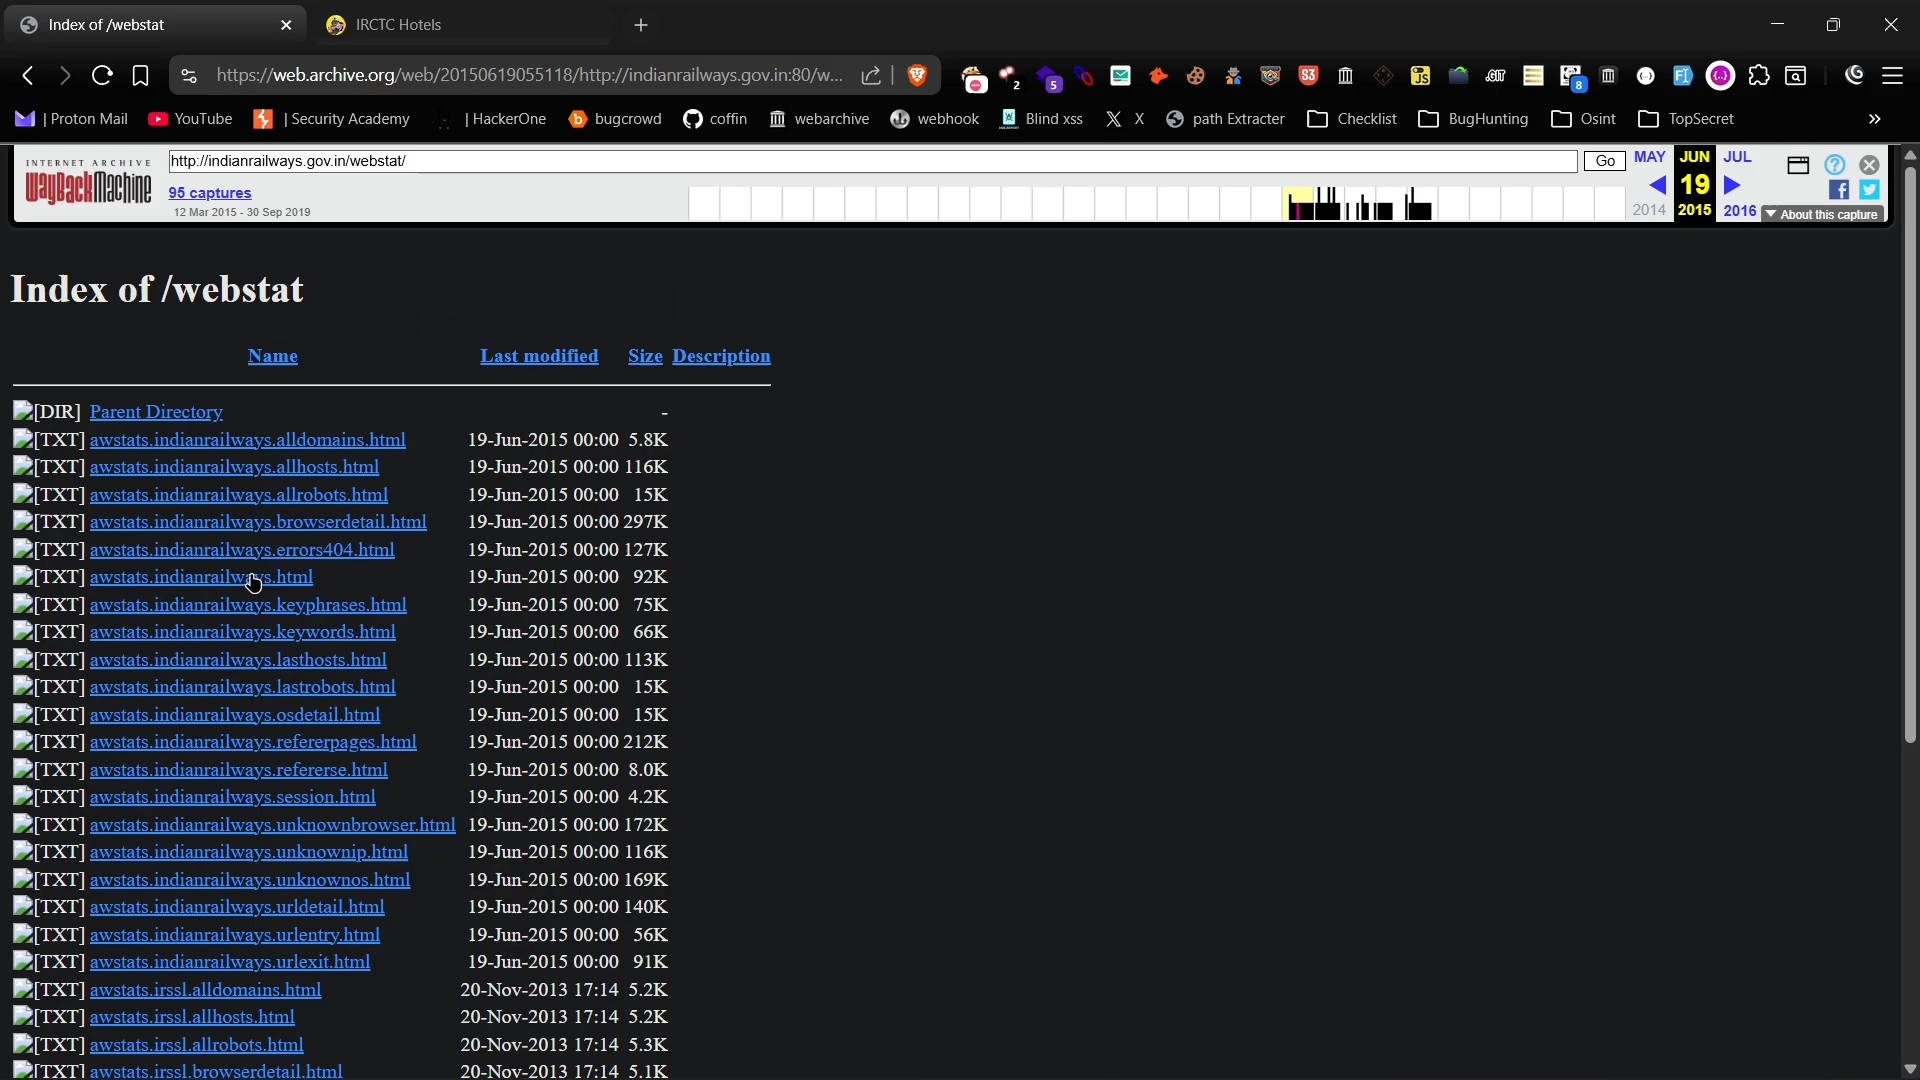 Index of /webstat
IRCTC Hotels
https://web.archive.org/web/20150619055118/http://indianrailways.gov.in:80/w...
2
5
S3
JS
.GIT
8
| Proton Mail
YouTube
| Security Academy
| HackerOne
bugcrowd
coffin
webarchive
webhook
Blind xss
X
path Extracter
Checklist
BugHunting
Osint
TopSecret
INTERNET ARCHIVE
WayBackMachine
http://indianrailways.gov.in/webstat/
Go
95 captures
12 Mar 2015 - 30 Sep 2019
MAY JUN JUL
19
2014 2015 2016
About this capture
Index of /webstat
Name Last modified Size Description
[DIR] Parent Directory -
[TXT] awstats.indianrailways.alldomains.html 19-Jun-2015 00:00 5.8K
[TXT] awstats.indianrailways.allhosts.html 19-Jun-2015 00:00 116K
[TXT] awstats.indianrailways.allrobots.html 19-Jun-2015 00:00 15K
[TXT] awstats.indianrailways.browserdetail.html 19-Jun-2015 00:00 297K
[TXT] awstats.indianrailways.errors404.html 19-Jun-2015 00:00 127K
[TXT] awstats.indianrailways.html 19-Jun-2015 00:00 92K
[TXT] awstats.indianrailways.keyphrases.html 19-Jun-2015 00:00 75K
[TXT] awstats.indianrailways.keywords.html 19-Jun-2015 00:00 66K
[TXT] awstats.indianrailways.lasthosts.html 19-Jun-2015 00:00 113K
[TXT] awstats.indianrailways.lastrobots.html 19-Jun-2015 00:00 15K
[TXT] awstats.indianrailways.osdetail.html 19-Jun-2015 00:00 15K
[TXT] awstats.indianrailways.refererpages.html 19-Jun-2015 00:00 212K
[TXT] awstats.indianrailways.refererse.html 19-Jun-2015 00:00 8.0K
[TXT] awstats.indianrailways.session.html 19-Jun-2015 00:00 4.2K
[TXT] awstats.indianrailways.unknownbrowser.html 19-Jun-2015 00:00 172K
[TXT] awstats.indianrailways.unknownip.html 19-Jun-2015 00:00 116K
[TXT] awstats.indianrailways.unknownos.html 19-Jun-2015 00:00 169K
[TXT] awstats.indianrailways.urldetail.html 19-Jun-2015 00:00 140K
[TXT] awstats.indianrailways.urlentry.html 19-Jun-2015 00:00 56K
[TXT] awstats.indianrailways.urlexit.html 19-Jun-2015 00:00 91K
[TXT] awstats.irssl.alldomains.html 20-Nov-2013 17:14 5.2K
[TXT] awstats.irssl.allhosts.html 20-Nov-2013 17:14 5.2K
[TXT] awstats.irssl.allrobots.html 20-Nov-2013 17:14 5.3K
[TXT] awstats.irssl.browserdetail.html 20-Nov-2013 17:14 5.1K